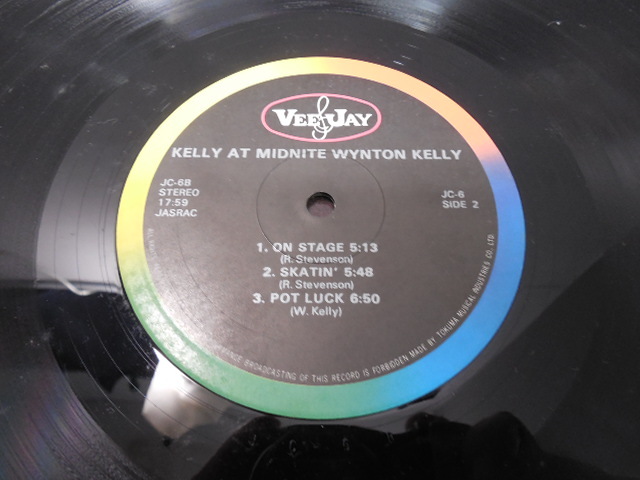 VEE JAY
KELLY AT MIDNITE WYNTON KELLY
JC-6B
STEREO
17:59
JASRAC
JC-6
SIDE 2
1. ON STAGE 5:13
(R. Stevenson)
2. SKATIN' 5:48
(R. Stevenson)
3. POT LUCK 6:50
(W. Kelly)
BROADCASTING OF THIS RECORD IS FORBIDDEN MADE BY TOKUMA MUSICAL INDUSTRIES CO. LTD.